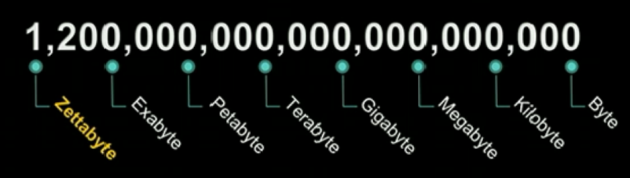 1,200,000,000,000,000,000,000
Zettabyte
Exabyte
Petabyte
Terabyte
Gigabyte
Megabyte
Kilobyte
Byte